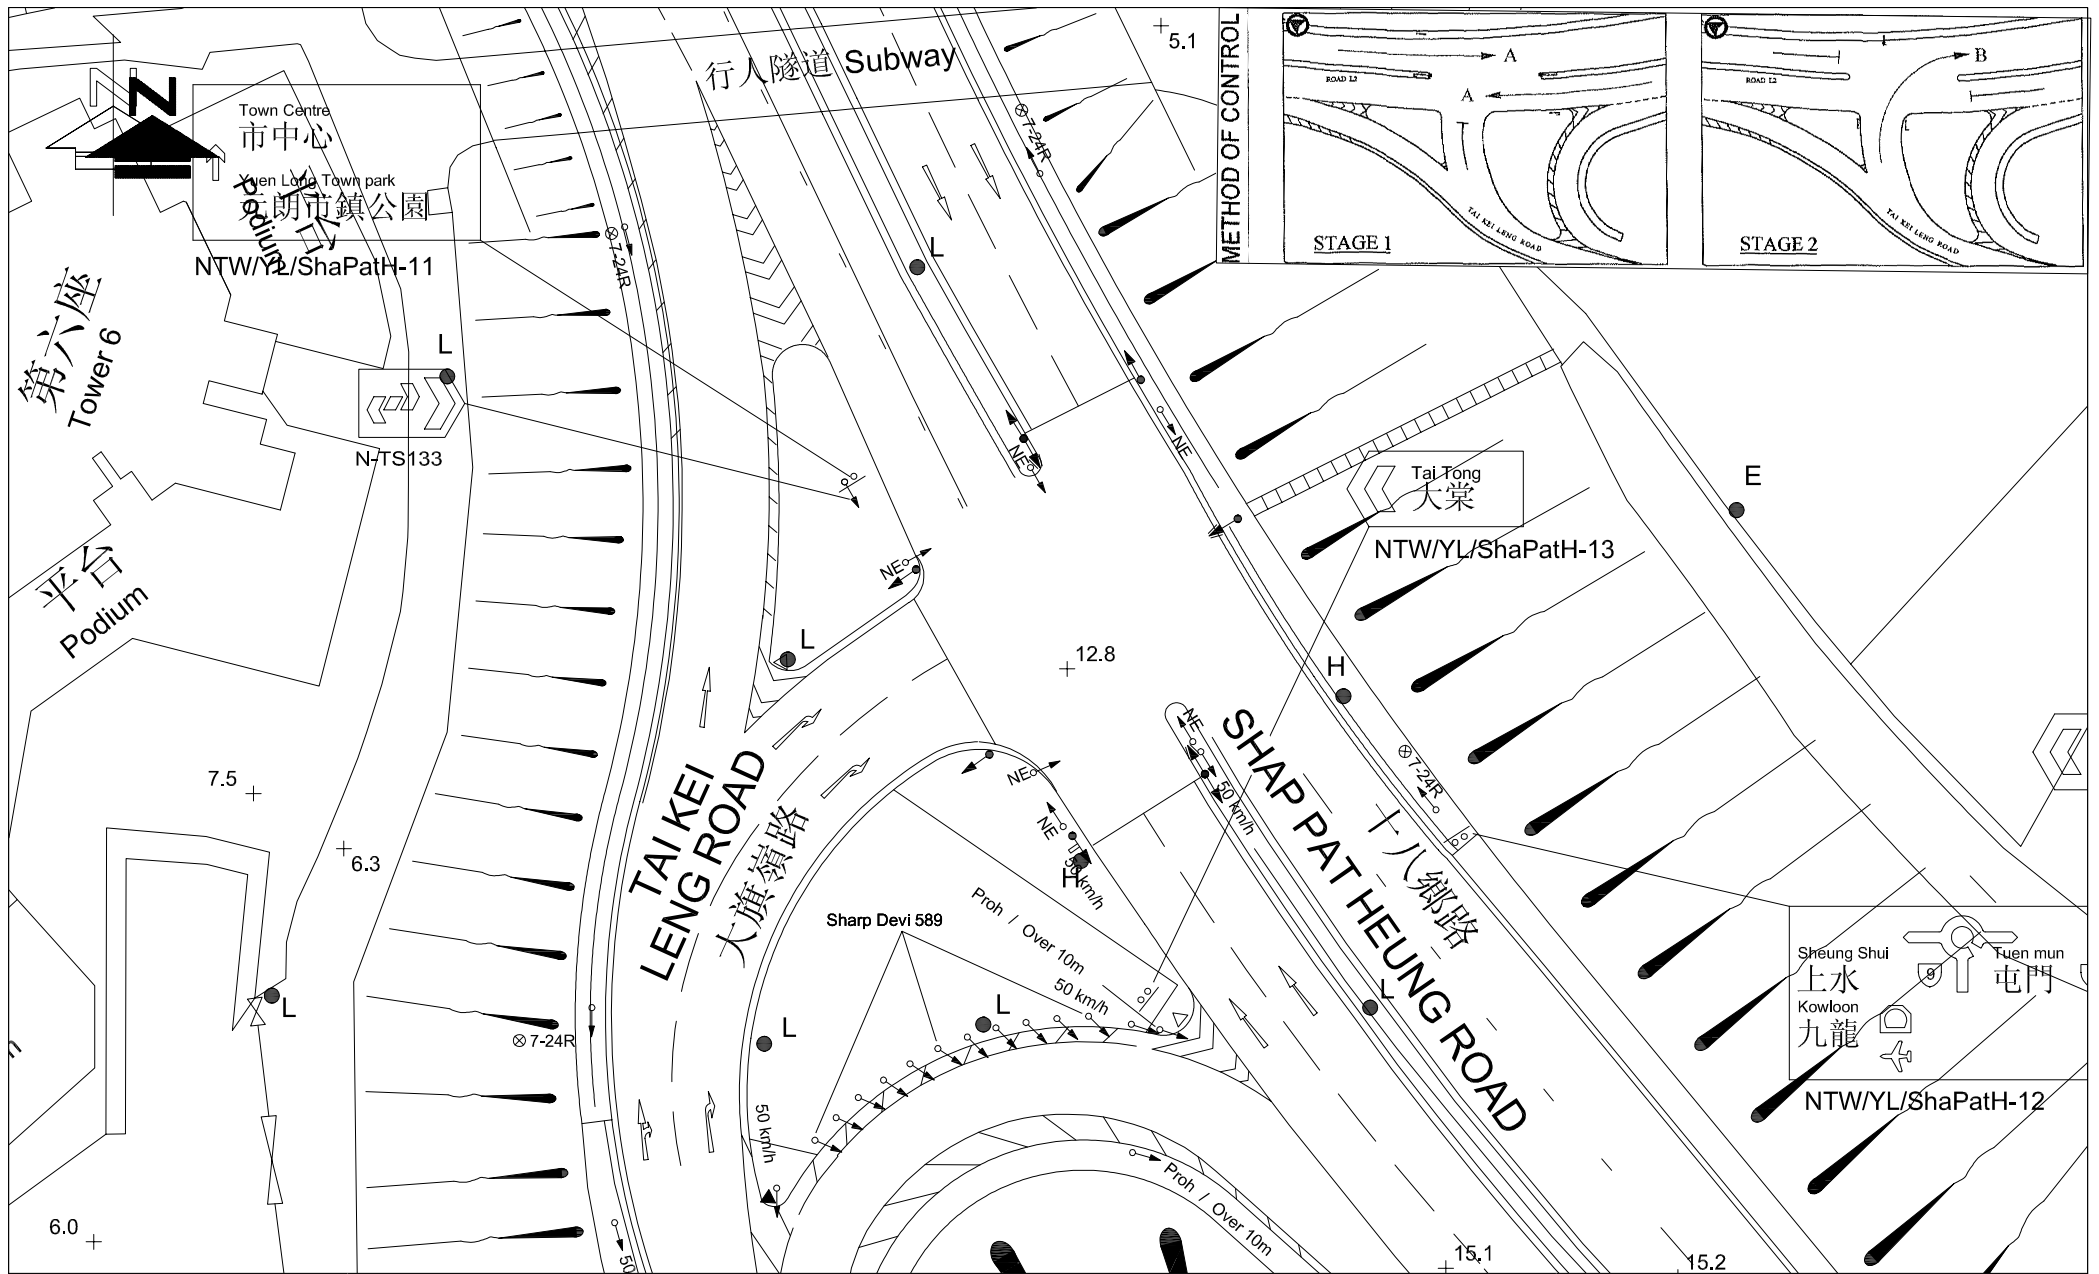 行人隧道 Subway
5.1
METHOD OF CONTROL
A
ROAD L2
A
TAI KEI LENG ROAD
STAGE 1
B
ROAD L2
TAI KEI LENG ROAD
STAGE 2
N
Town Centre
市中心
Yuen Long Town park
元朗市鎮公園
平台
Podium
NTW/YL/ShaPatH-11
7-24R
7-24R
L
第六座
Tower 6
L
N-TS133
NE
NE
Tai Tong
大棠
NTW/YL/ShaPatH-13
E
平台
Podium
NE
L
12.8
H
NE
50 km/h
7-24R
NE
NE
50 km/h
H
7.5
6.3
TAI KEI
LENG ROAD
大旗嶺路
SHAP PAT HEUNG ROAD
十八鄉路
Sharp Devi 589
Proh / Over 10m
50 km/h
L
L
L
L
7-24R
Sheung Shui
上水
Kowloon
九龍
9
Tuen mun
屯門
NTW/YL/ShaPatH-12
50 km/h
Proh / Over 10m
6.0
50
15.1
15.2